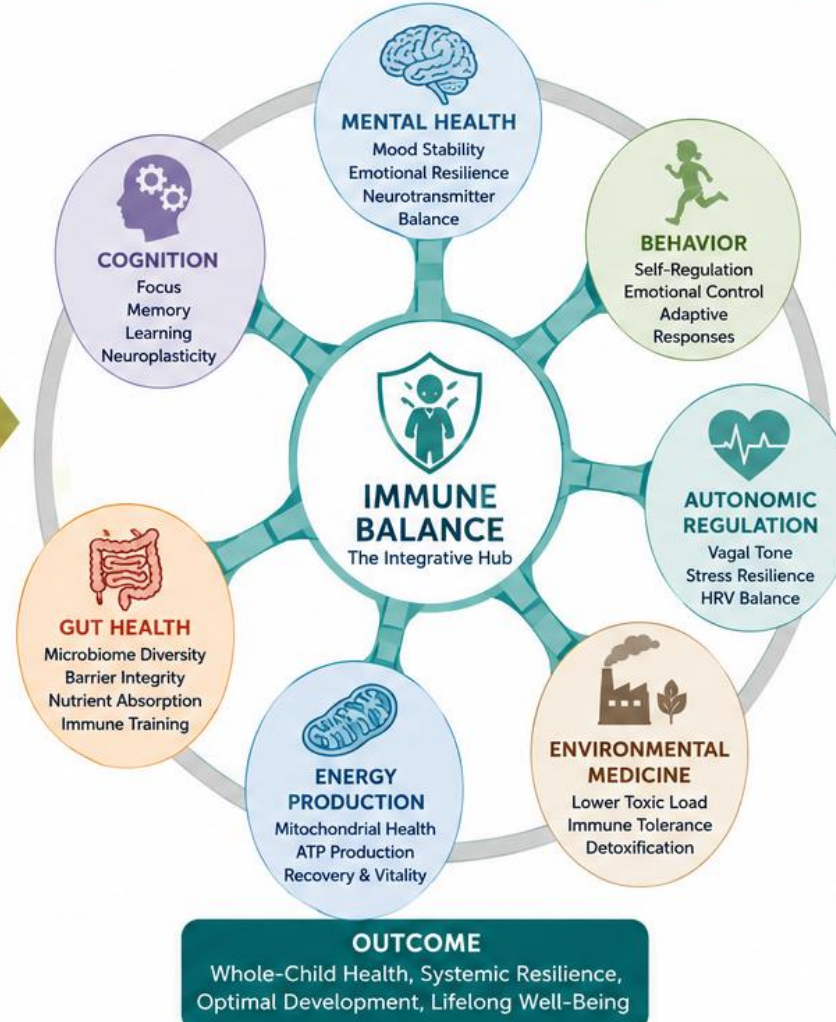 MENTAL HEALTH
Mood Stability
Emotional Resilience
Neurotransmitter
Balance
BEHAVIOR
Self-Regulation
Emotional Control
Adaptive
Responses
COGNITION
Focus
Memory
Learning
Neuroplasticity
IMMUNE
BALANCE
The Integrative Hub
AUTONOMIC
REGULATION
Vagal Tone
Stress Resilience
HRV Balance
GUT HEALTH
Microbiome Diversity
Barrier Integrity
Nutrient Absorption
Immune Training
ENERGY
PRODUCTION
Mitochondrial Health
ATP Production
Recovery & Vitality
ENVIRONMENTAL
MEDICINE
Lower Toxic Load
Immune Tolerance
Detoxification
OUTCOME
Whole-Child Health, Systemic Resilience,
Optimal Development, Lifelong Well-Being